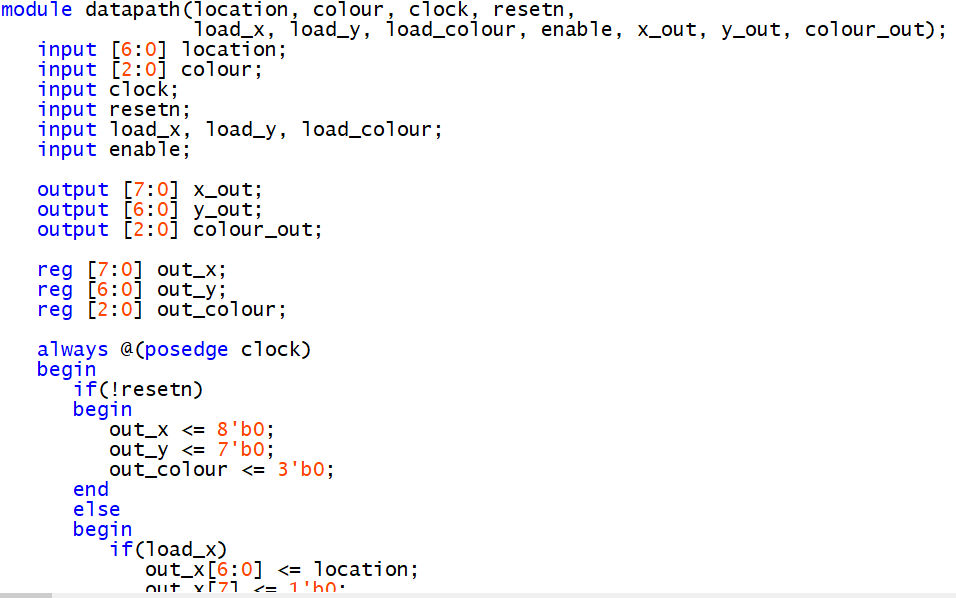 module datapath(location, colour, clock, resetn,
load_x, load_y, load_colour, enable, x_out, y_out, colour_out);
input [6:0] location;
input [2:0] colour;
input clock;
input resetn;
input load_x, load_y, load_colour;
input enable;
output [7:0] x_out;
output [6:0] y_out;
output [2:0] colour_out;
reg [7:0] out_x;
reg [6:0] out_y;
reg [2:0] out_colour;
always @(posedge clock)
begin
if(!resetn)
begin
out_x <= 8'b0;
out_y <= 7'b0;
out_colour <= 3'b0;
end
else
begin
if(load_x)
out_x[6:0] <= location;
out_x[7] <= 1'b0;